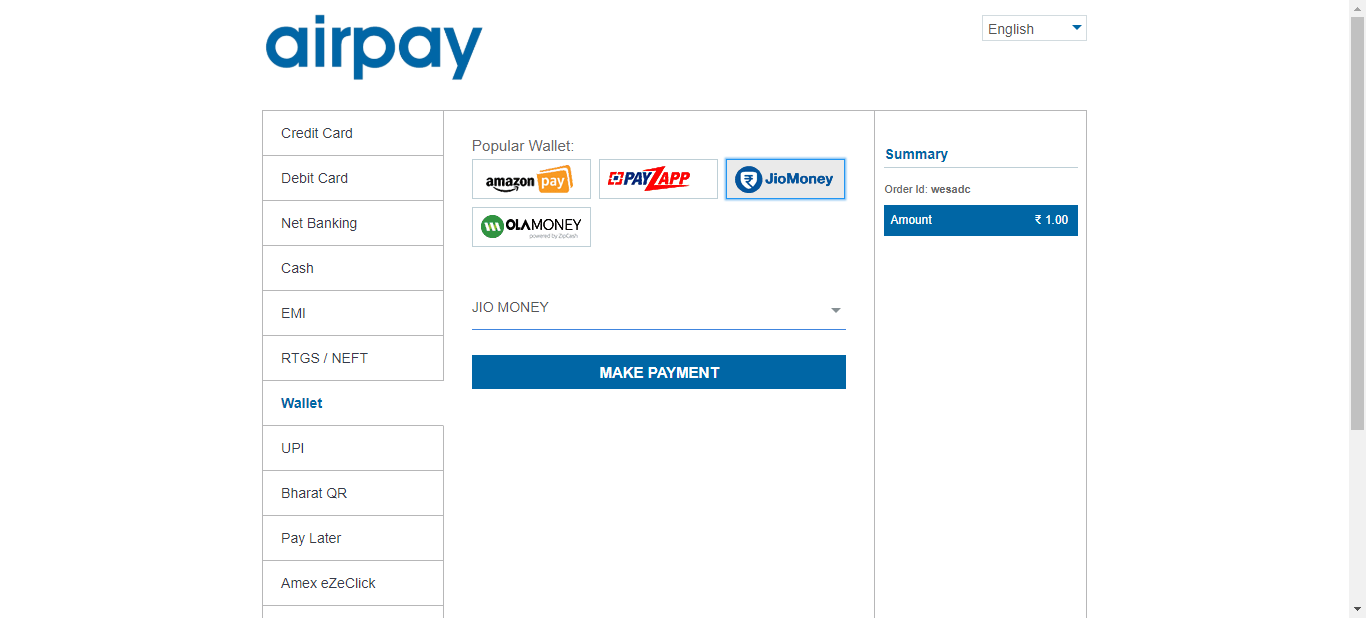 airpay
English
Credit Card
Debit Card
Net Banking
Cash
EMI
RTGS / NEFT
Wallet
UPI
Bharat QR
Pay Later
Amex eZeClick
Popular Wallet:
amazon pay
PAYZAPP
JioMoney
OLAMONEY
powered by ZipCash
JIO MONEY
MAKE PAYMENT
Summary
Order Id: wesadc
Amount ₹ 1.00